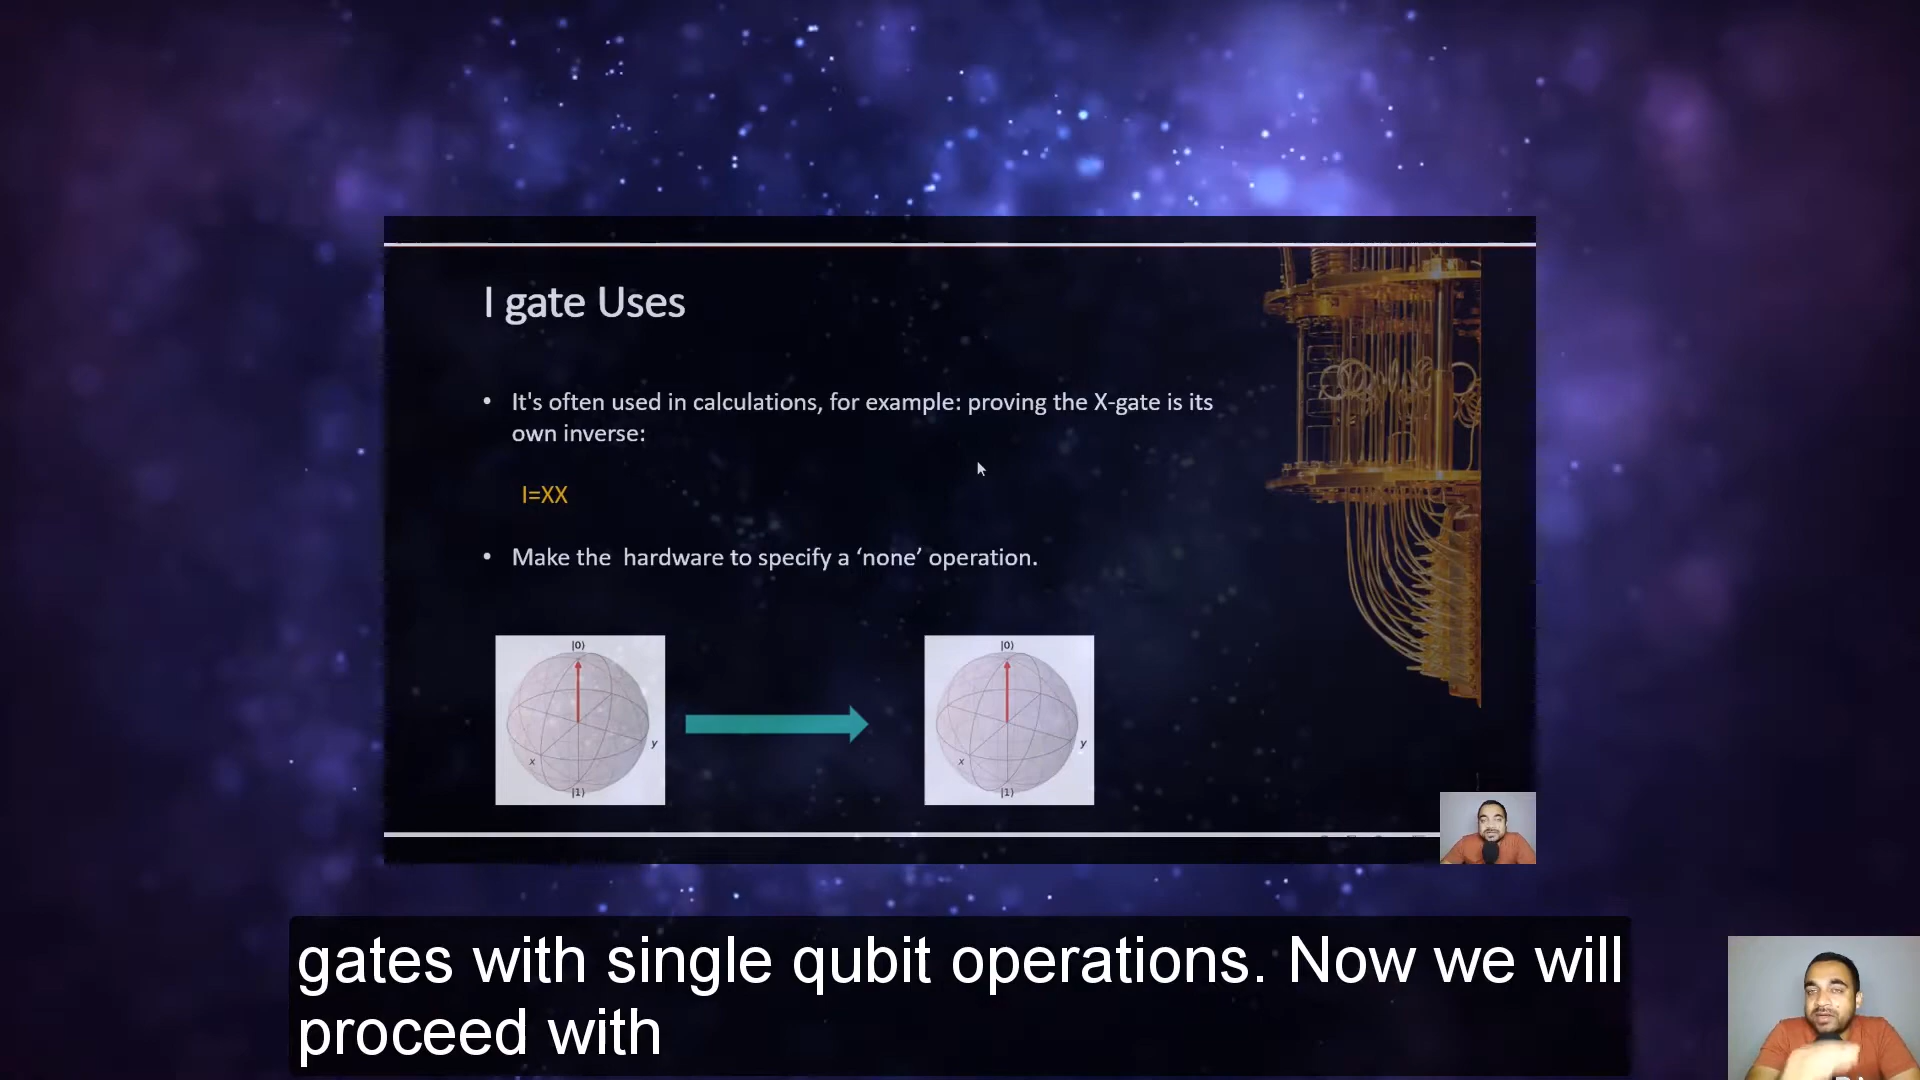 I gate Uses
• It's often used in calculations, for example: proving the X-gate is its
own inverse:
I=XX
• Make the  hardware to specify a ‘none’ operation.
|0⟩
|0⟩
y
y
x
x
|1⟩
|1⟩
gates with single qubit operations. Now we will
proceed with